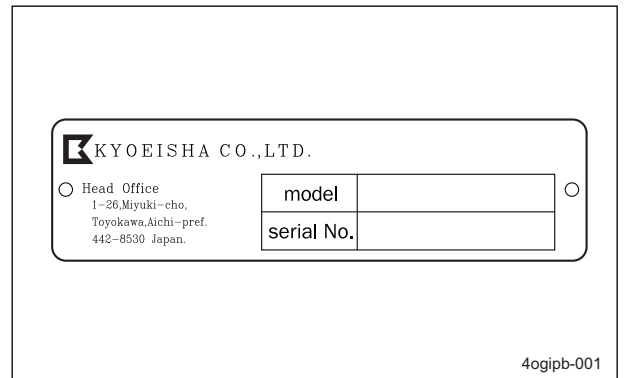 KYOEISHA CO.,LTD.
Head Office
1-26,Miyuki-cho,
Toyokawa,Aichi-pref.
442-8530 Japan.
model
serial No.
4ogipb-001